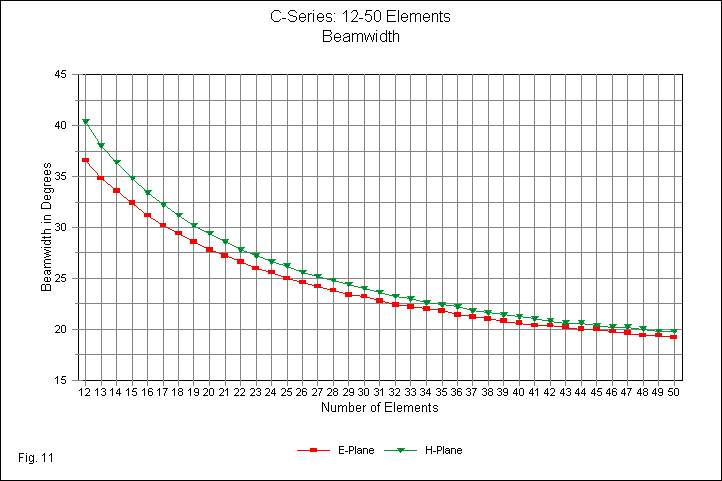 C-Series: 12-50 Elements
Beamwidth
45
40
35
30
25
20
15
Beamwidth in Degrees
12 13 14 15 16 17 18 19 20 21 22 23 24 25 26 27 28 29 30 31 32 33 34 35 36 37 38 39 40 41 42 43 44 45 46 47 48 49 50
Number of Elements
E-Plane H-Plane
Fig. 11